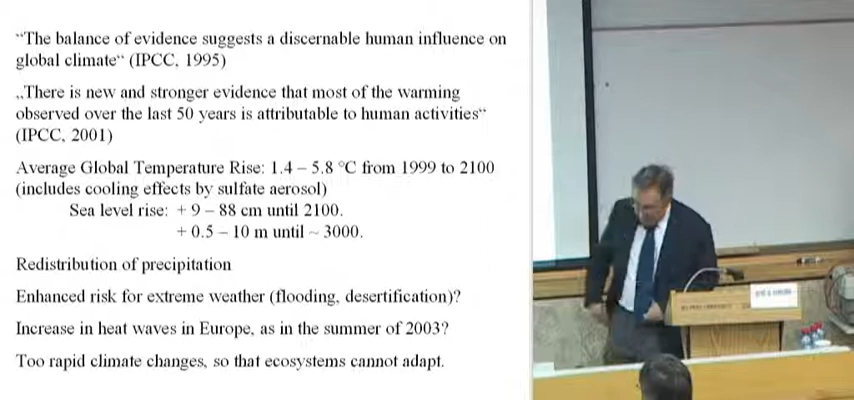 “The balance of evidence suggests a discernable human influence on
global climate“ (IPCC, 1995)
„There is new and stronger evidence that most of the warming
observed over the last 50 years is attributable to human activities“
(IPCC, 2001)
Average Global Temperature Rise: 1.4 – 5.8 °C from 1999 to 2100
(includes cooling effects by sulfate aerosol)
Sea level rise: + 9 – 88 cm until 2100.
+ 0.5 – 10 m until ~ 3000.
Redistribution of precipitation
Enhanced risk for extreme weather (flooding, desertification)?
Increase in heat waves in Europe, as in the summer of 2003?
Too rapid climate changes, so that ecosystems cannot adapt.